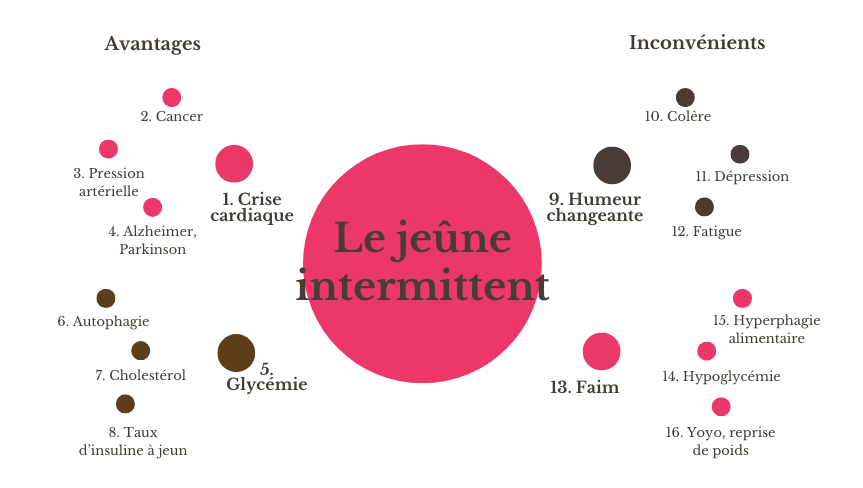 Avantages
2. Cancer
3. Pression
artérielle
1. Crise
cardiaque
4. Alzheimer,
Parkinson
6. Autophagie
7. Cholestérol
5.
Glycémie
8. Taux
d’insuline à jeun
Le jeûne
intermittent
Inconvénients
10. Colère
9. Humeur
changeante
11. Dépression
12. Fatigue
15. Hyperphagie
alimentaire
14. Hypoglycémie
13. Faim
16. Yoyo, reprise
de poids